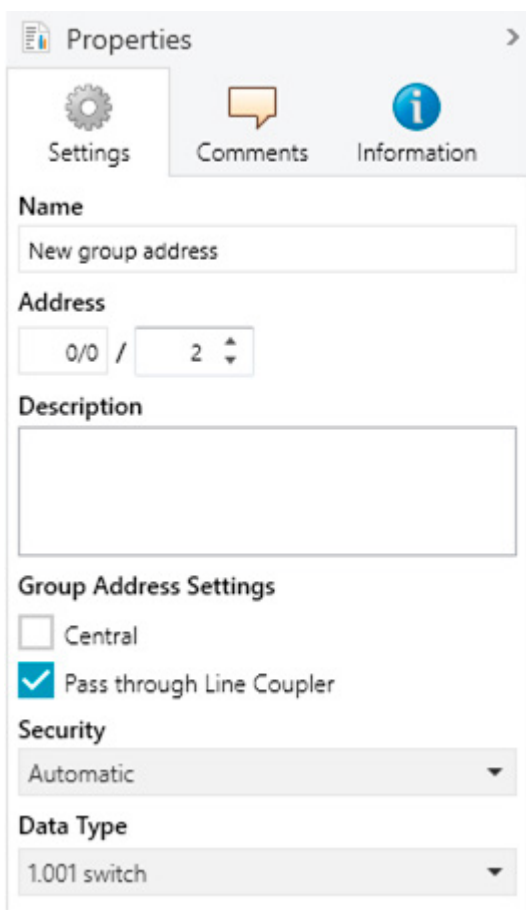 Properties
Settings Comments Information
Name
New group address
Address
0/0 / 2
Description
Group Address Settings
Central
Pass through Line Coupler
Security
Automatic
Data Type
1.001 switch